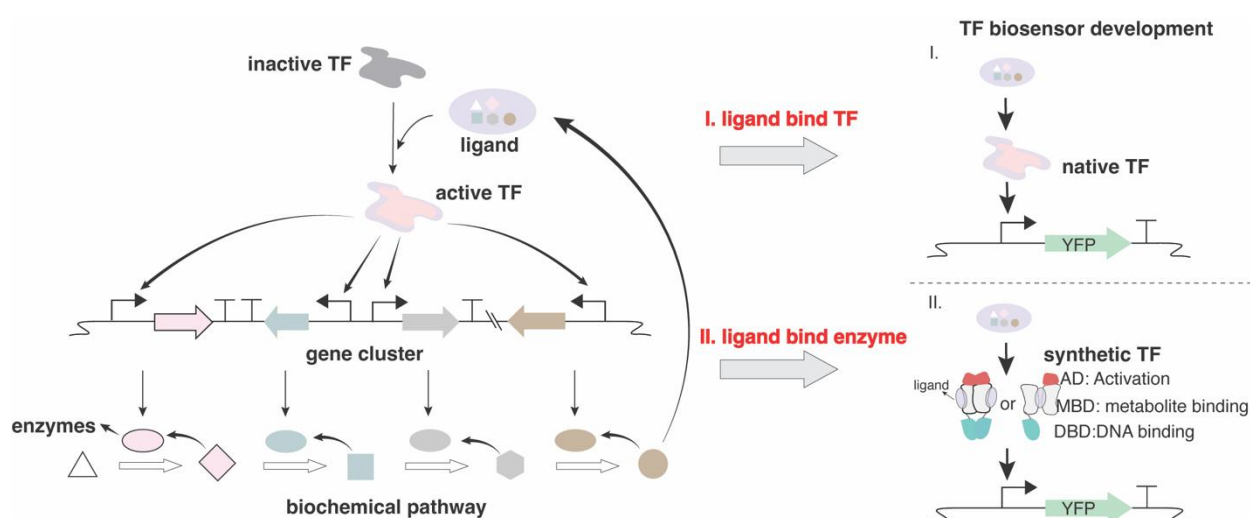 inactive TF
ligand
active TF
gene cluster
enzymes
biochemical pathway
I. ligand bind TF
II. ligand bind enzyme
TF biosensor development
I.
native TF
YFP
II.
synthetic TF
ligand
or
AD: Activation
MBD: metabolite binding
DBD:DNA binding
YFP